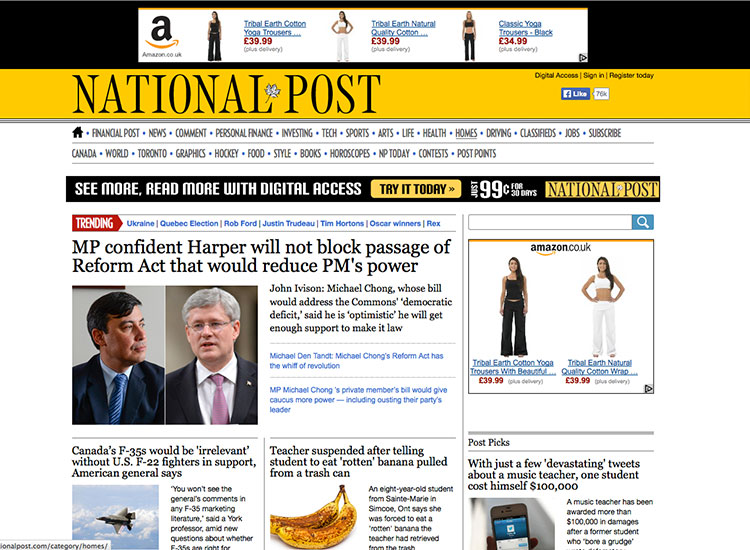 a
Amazon.co.uk
Tribal Earth Cotton
Yoga Trousers ...
£39.99
(plus delivery)
Tribal Earth Natural
Quality Cotton ...
£39.99
(plus delivery)
Classic Yoga
Trousers - Black
£34.99
(plus delivery)
NATIONAL POST
Digital Access | Sign in | Register today
Like 76k
• FINANCIAL POST • NEWS • COMMENT • PERSONAL FINANCE • INVESTING • TECH • SPORTS • ARTS • LIFE • HEALTH • HOMES • DRIVING • CLASSIFIEDS • JOBS • SUBSCRIBE
CANADA • WORLD • TORONTO • GRAPHICS • HOCKEY • FOOD • STYLE • BOOKS • HOROSCOPES • NP TODAY • CONTESTS • POST POINTS
SEE MORE, READ MORE WITH DIGITAL ACCESS TRY IT TODAY » JUST 99¢ FOR 30 DAYS NATIONAL POST
TRENDING Ukraine | Quebec Election | Rob Ford | Justin Trudeau | Tim Hortons | Oscar winners | Rex
MP confident Harper will not block passage of
Reform Act that would reduce PM's power
John Ivison: Michael Chong, whose bill
would address the Commons' 'democratic
deficit,' said he is 'optimistic' he will get
enough support to make it law
Michael Den Tandt: Michael Chong's Reform Act has
the whiff of revolution
MP Michael Chong 's private member's bill would give
caucus more power — including ousting their party's
leader
amazon.co.uk
Tribal Earth Cotton Yoga
Trousers With Beautiful ...
£39.99 (plus delivery)
Tribal Earth Natural
Quality Cotton Wrap ...
£39.99 (plus delivery)
Canada's F-35s would be 'irrelevant'
without U.S. F-22 fighters in support,
American general says
'You won't see the
general's comments in
any F-35 marketing
literature,' said a York
professor, amid new
questions about whether
F-35s are right for
Teacher suspended after telling
student to eat 'rotten' banana pulled
from a trash can
An eight-year-old student
from Sainte-Marie in
Simcoe, Ont says she
was forced to eat a
'rotten' banana the
teacher had retrieved
from the trash
Post Picks
With just a few 'devastating' tweets
about a music teacher, one student
cost himself $100,000
A music teacher has been
awarded more than
$100,000 in damages
after a former student
who 'bore a grudge'
ionalpost.com/category/homes/